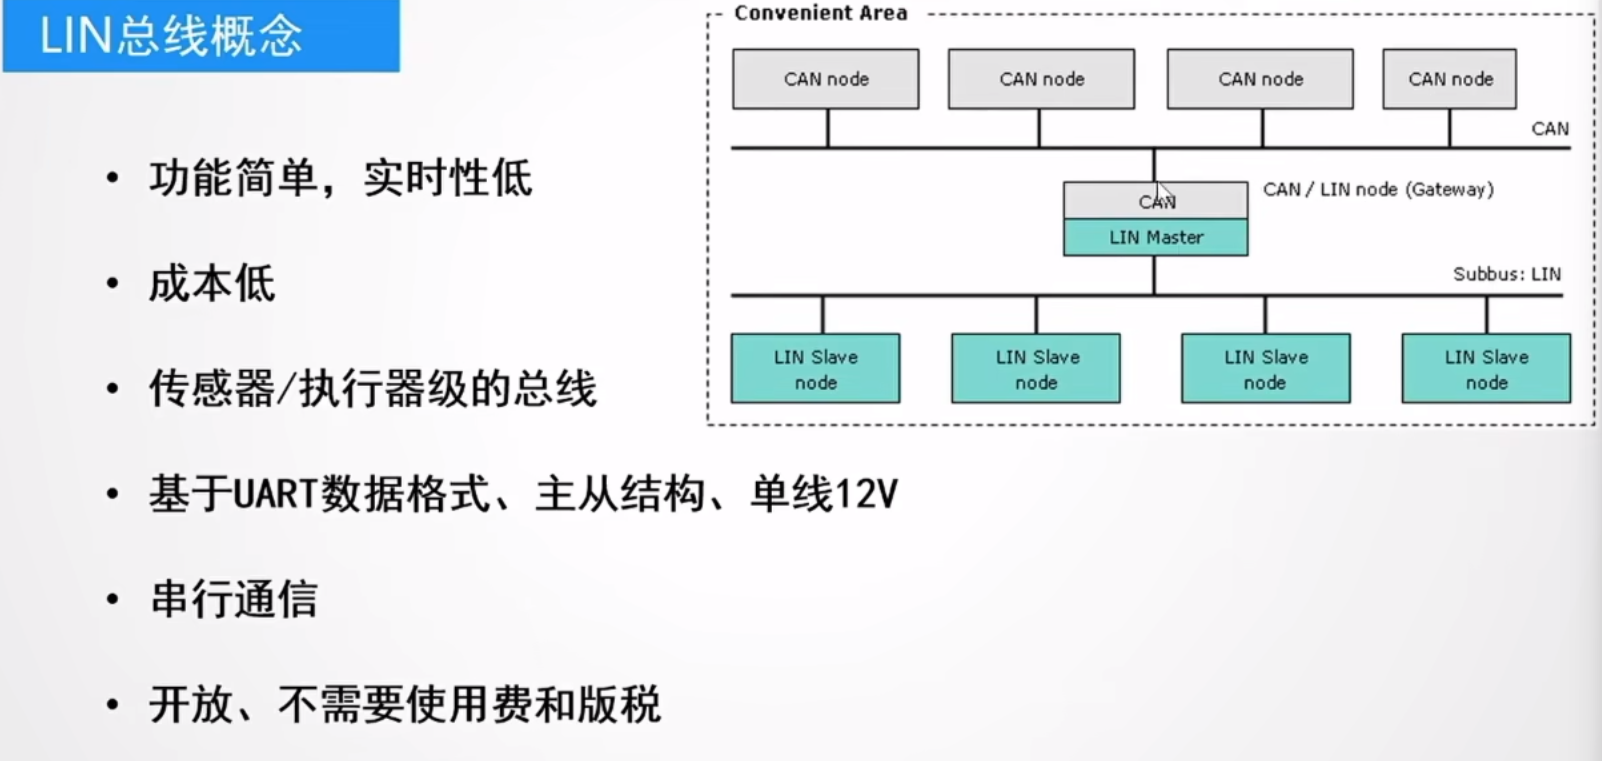 LIN总线概念
Convenient Area
CAN node
CAN node
CAN node
CAN node
CAN
CAN
CAN / LIN node (Gateway)
LIN Master
Subbus: LIN
LIN Slave
node
LIN Slave
node
LIN Slave
node
LIN Slave
node
• 功能简单，实时性低
• 成本低
• 传感器/执行器级的总线
• 基于UART数据格式、主从结构、单线12V
• 串行通信
• 开放、不需要使用费和版税